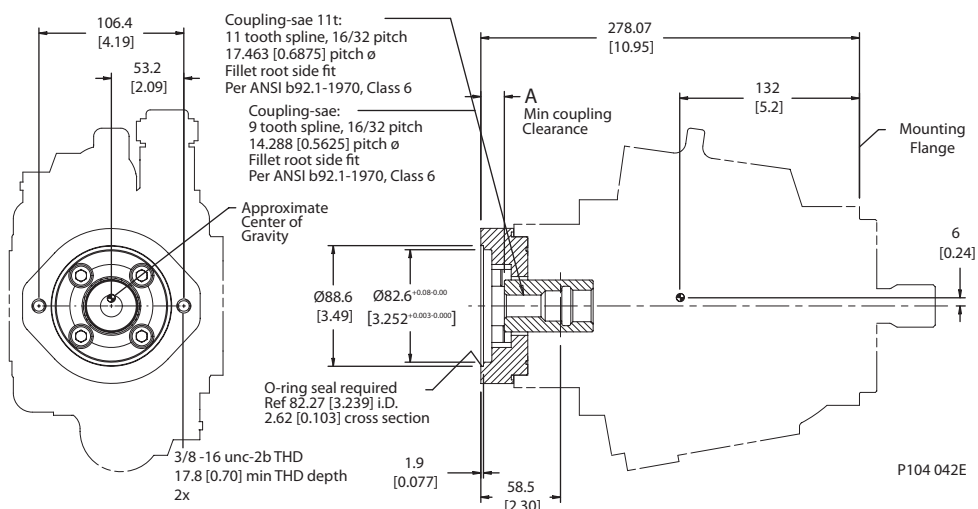 106.4
[4.19]
53.2
[2.09]
Coupling-sae 11t:
11 tooth spline, 16/32 pitch
17.463 [0.6875] pitch ø
Fillet root side fit
Per ANSI b92.1-1970, Class 6
Coupling-sae:
9 tooth spline, 16/32 pitch
14.288 [0.5625] pitch ø
Fillet root side fit
Per ANSI b92.1-1970, Class 6
Approximate
Center of
Gravity
278.07
[10.95]
A
Min coupling
Clearance
132
[5.2]
Mounting
Flange
6
[0.24]
Ø88.6
[3.49]
Ø82.6+0.08-0.00
[3.252+0.003-0.000]
O-ring seal required
Ref 82.27 [3.239] i.D.
2.62 [0.103] cross section
3/8 -16 unc-2b THD
17.8 [0.70] min THD depth
2x
1.9
[0.077]
58.5
[2.30]
P104 042E